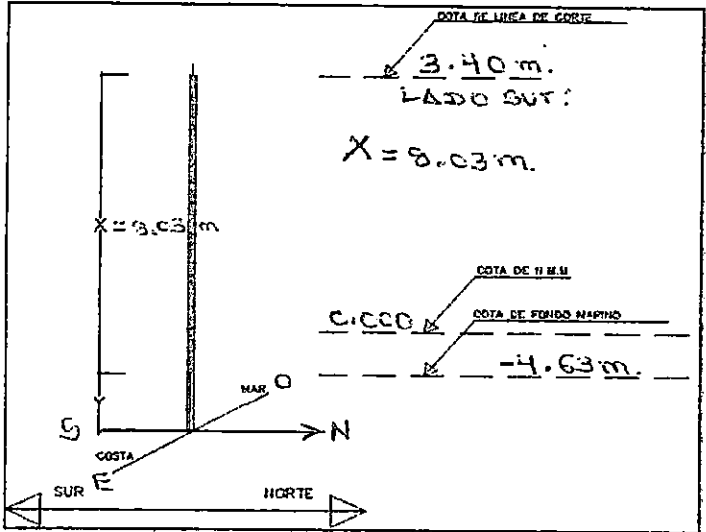 COTA DE LINEA DE CORTE
3.40 m.
LADO SUR:
X = 8.03 m.
X = 8.03 m
COTA DE N.M.M
0.000
COTA DE FONDO MARINO
-4.63 m.
MAR O
S
N
COSTA
E
SUR
NORTE